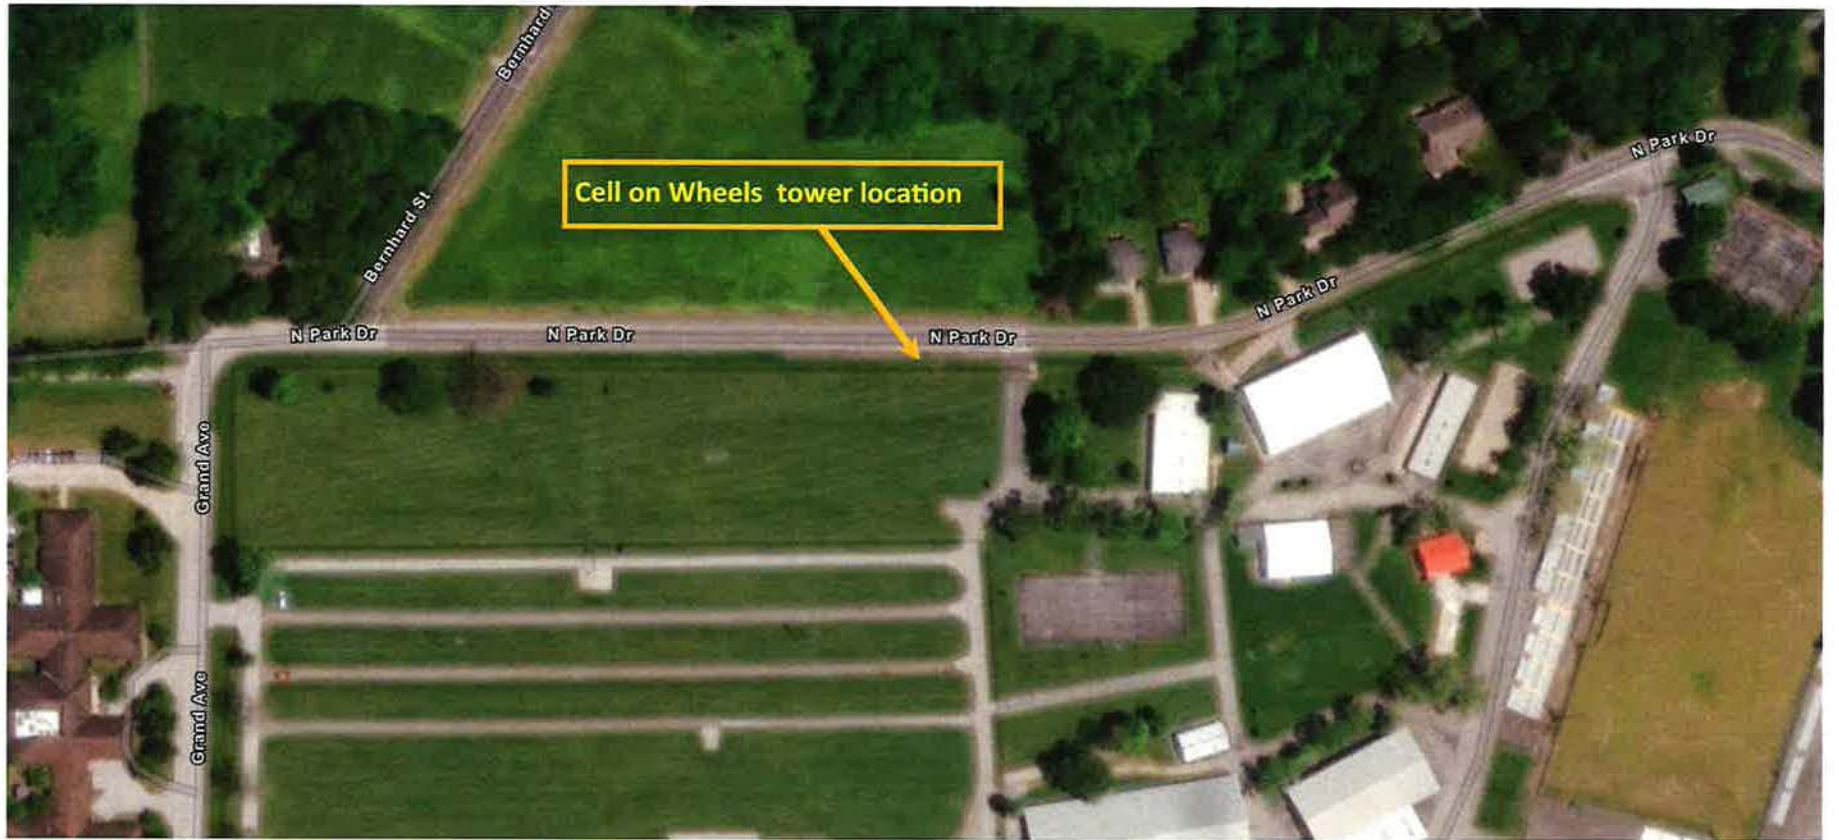 Bernhard
Cell on Wheels tower location
N Park Dr
Bernhard St
N Park Dr
N Park Dr
N Park Dr
N Park Dr
Grand Ave
Grand Ave